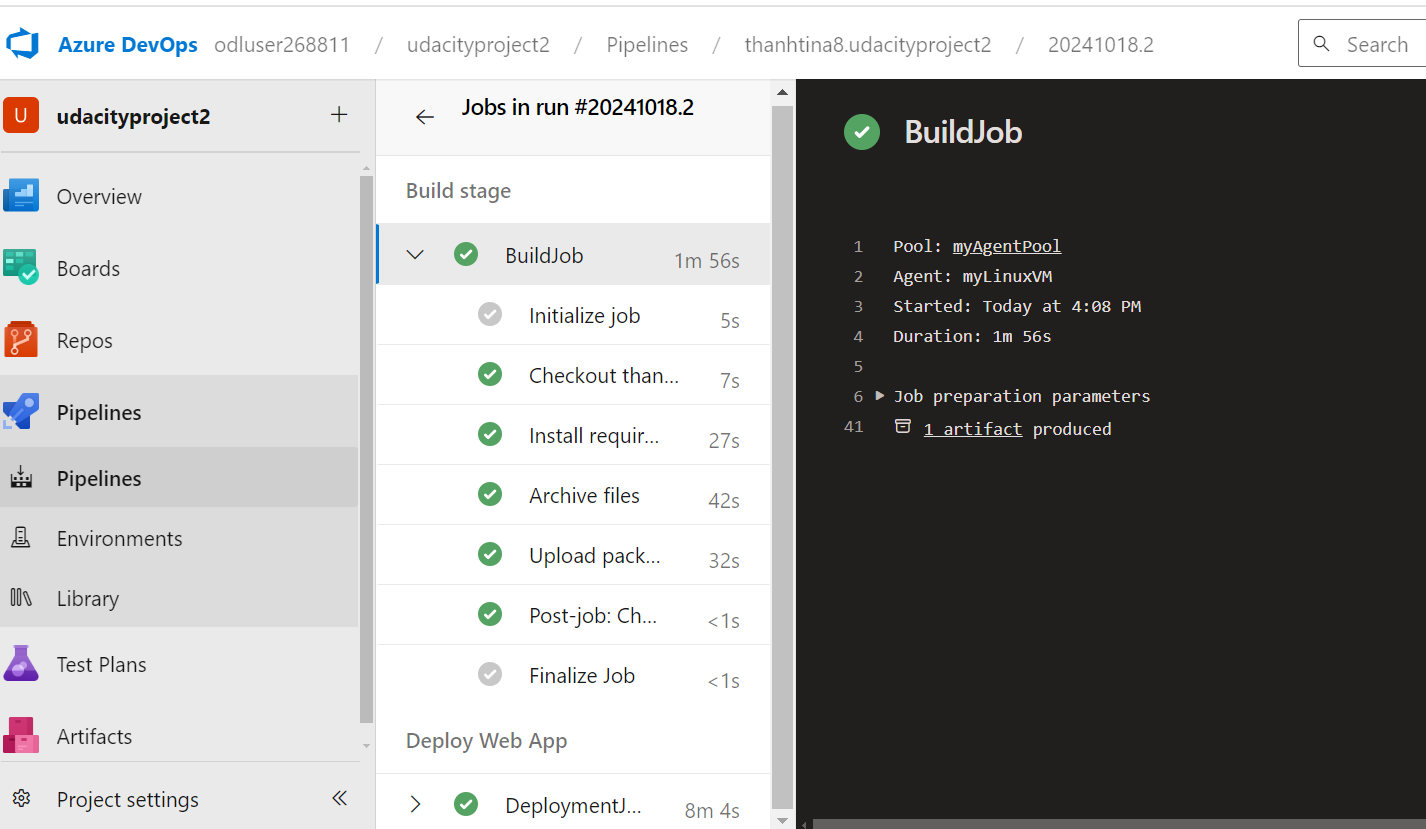 Azure DevOps odluser268811 / udacityproject2 / Pipelines / thanhtina8.udacityproject2 / 20241018.2
Search
U udacityproject2 +
Overview
Boards
Repos
Pipelines
Pipelines
Environments
Library
Test Plans
Artifacts
Project settings
Jobs in run #20241018.2
Build stage
BuildJob 1m 56s
Initialize job 5s
Checkout than... 7s
Install requir... 27s
Archive files 42s
Upload pack... 32s
Post-job: Ch... <1s
Finalize Job <1s
Deploy Web App
DeploymentJ... 8m 4s
BuildJob
1 Pool: myAgentPool
2 Agent: myLinuxVM
3 Started: Today at 4:08 PM
4 Duration: 1m 56s
5
6 Job preparation parameters
41 1 artifact produced